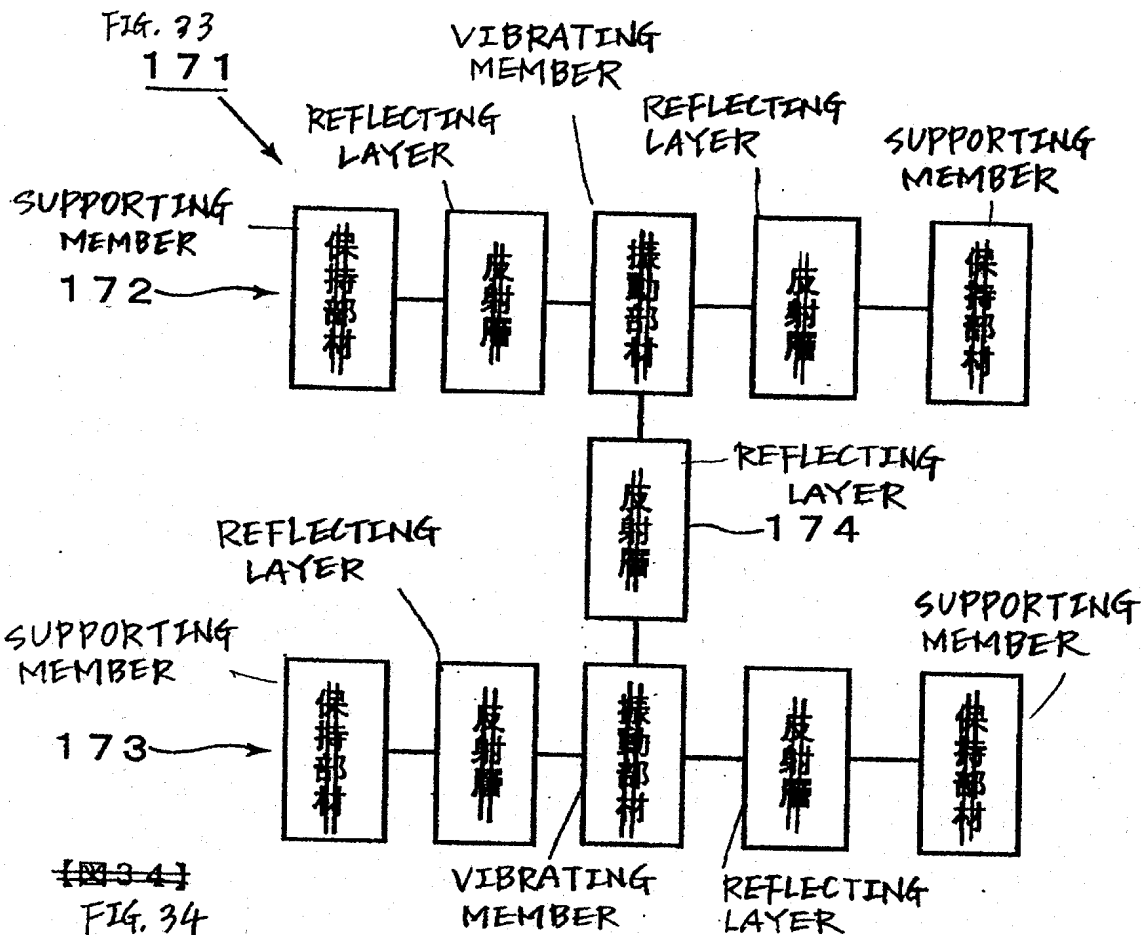 FIG. 33
171
VIBRATING
MEMBER
REFLECTING
LAYER
REFLECTING
LAYER
SUPPORTING
MEMBER
SUPPORTING
MEMBER
172
保持部材
反射層
振動部材
反射層
保持部材
反射層
REFLECTING
LAYER
174
REFLECTING
LAYER
SUPPORTING
MEMBER
SUPPORTING
MEMBER
173
保持部材
反射層
振動部材
反射層
保持部材
VIBRATING
MEMBER
REFLECTING
LAYER
【図34】
FIG. 34